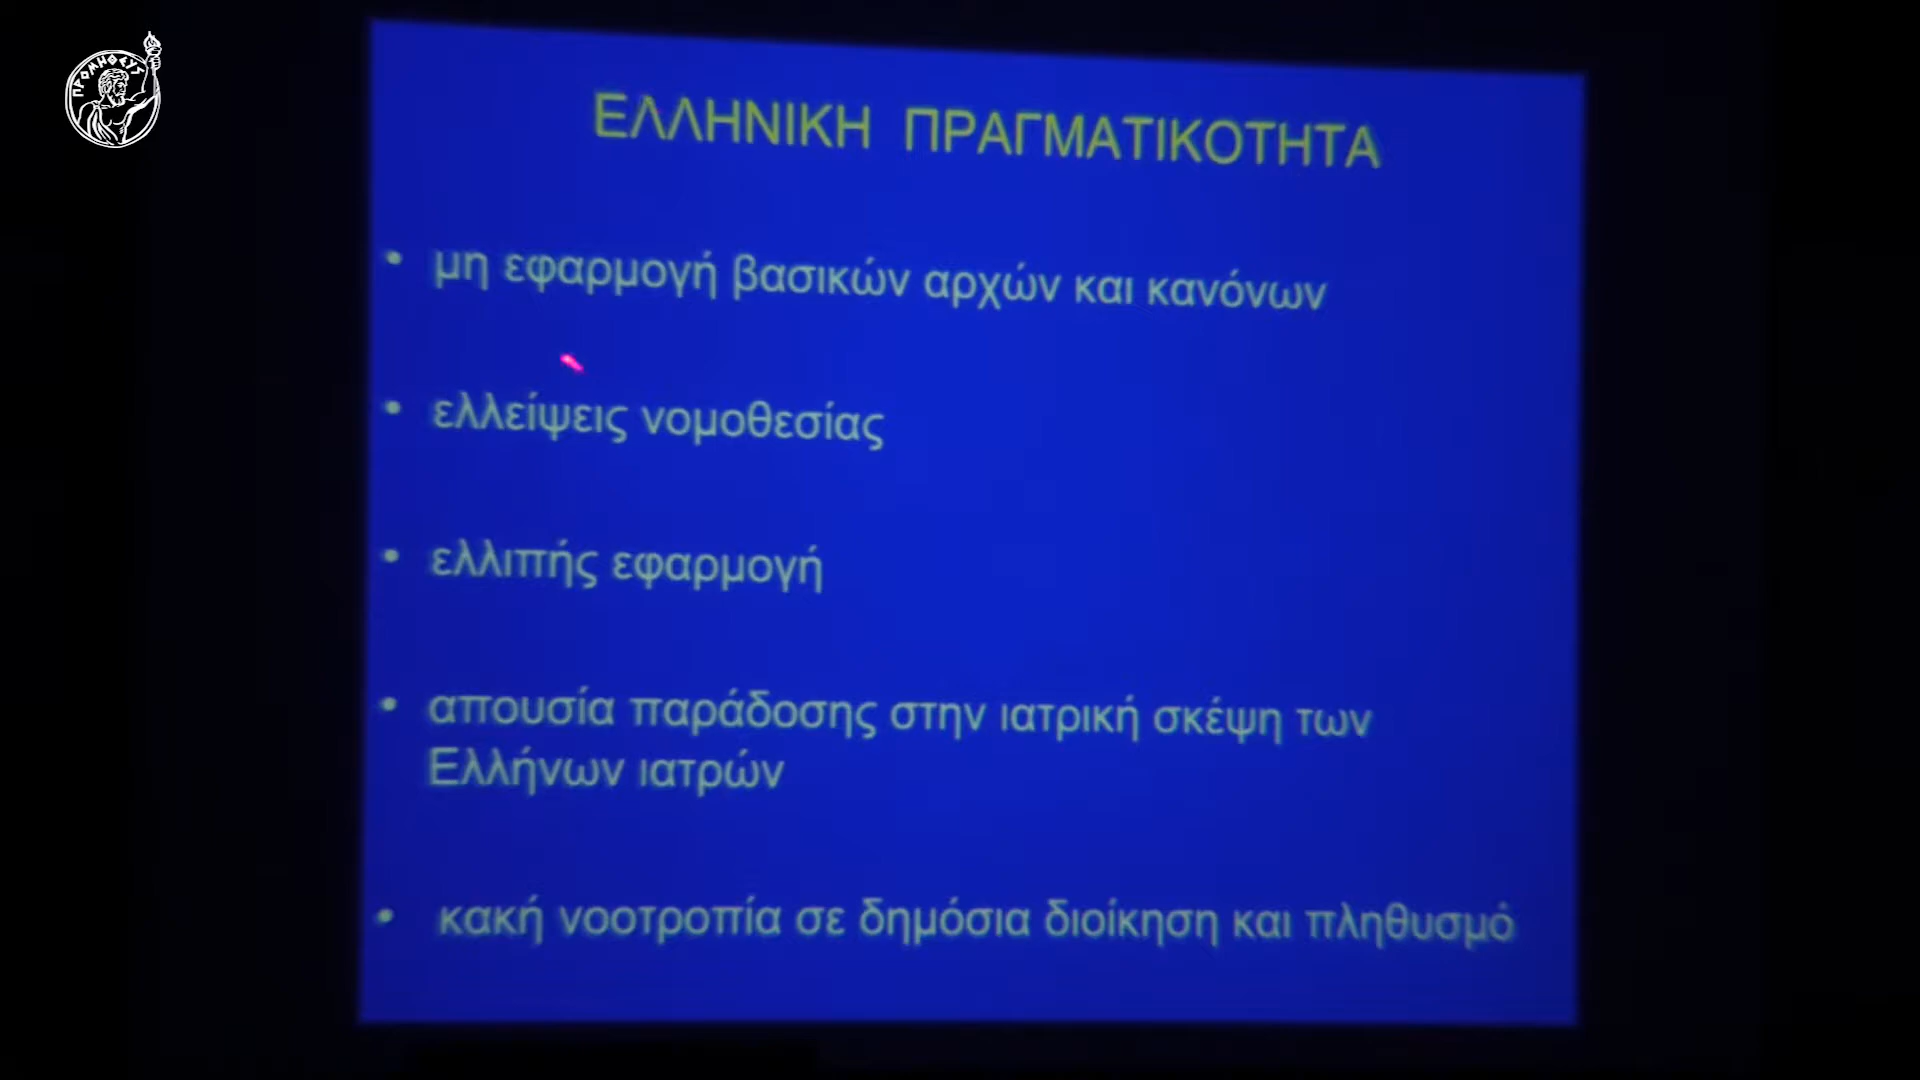 ΠΡΟΜΗΘΕΥΣ
ΕΛΛΗΝΙΚΗ ΠΡΑΓΜΑΤΙΚΟΤΗΤΑ
• μη εφαρμογή βασικών αρχών και κανόνων
• ελλείψεις νομοθεσίας
• ελλιπής εφαρμογή
• απουσία παράδοσης στην ιατρική σκέψη των
Ελλήνων ιατρών
• κακή νοοτροπία σε δημόσια διοίκηση και πληθυσμό